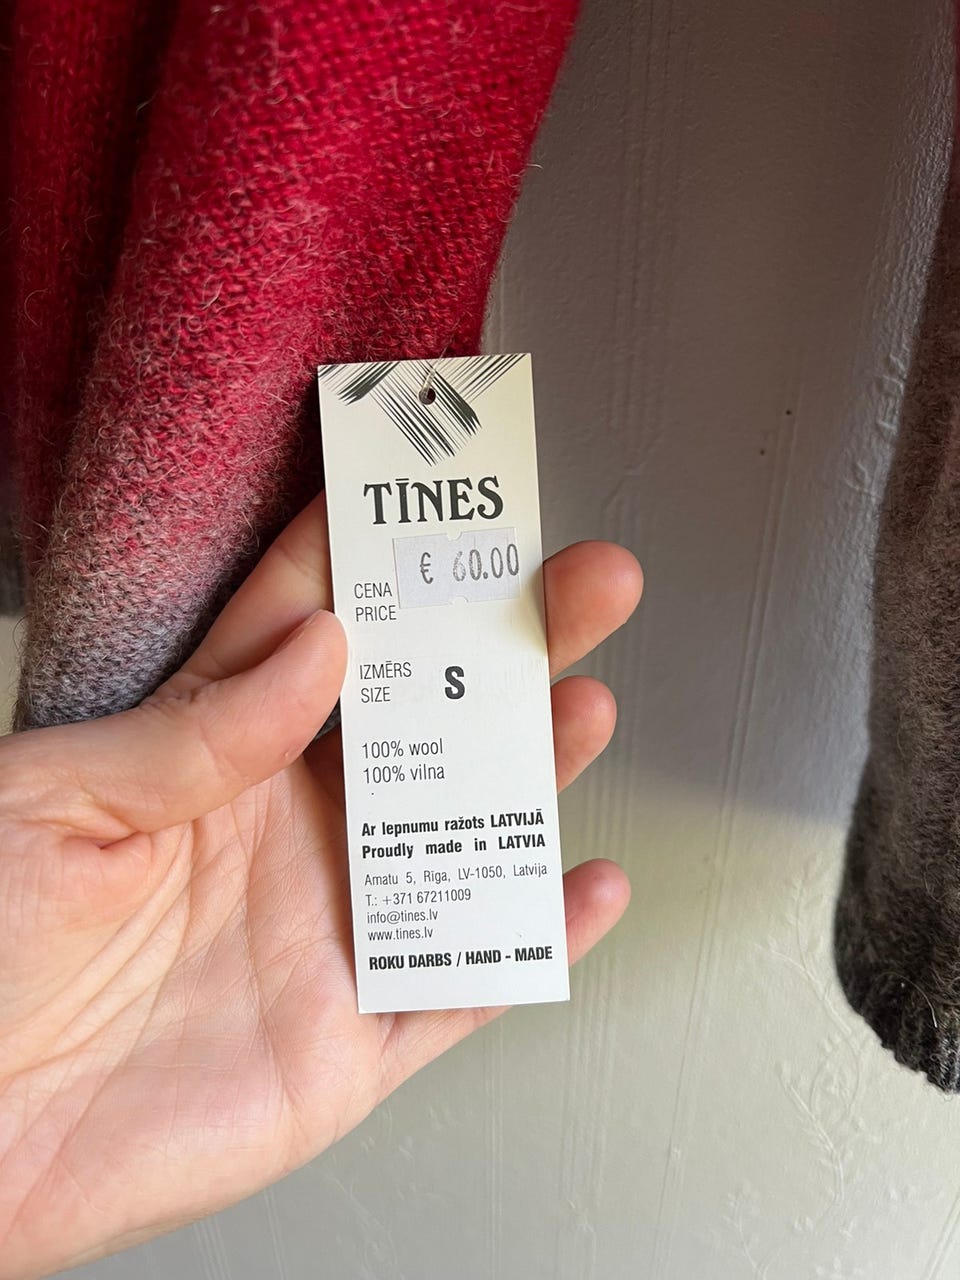 TĪNES
€ 60.00
CENA
PRICE
IZMĒRS
SIZE
S
100% wool
100% vilna
Ar lepnumu ražots LATVIJĀ
Proudly made in LATVIA
Amatu 5, Rīga, LV-1050, Latvija
T.: +371 67211009
info@tines.lv
www.tines.lv
ROKU DARBS / HAND - MADE